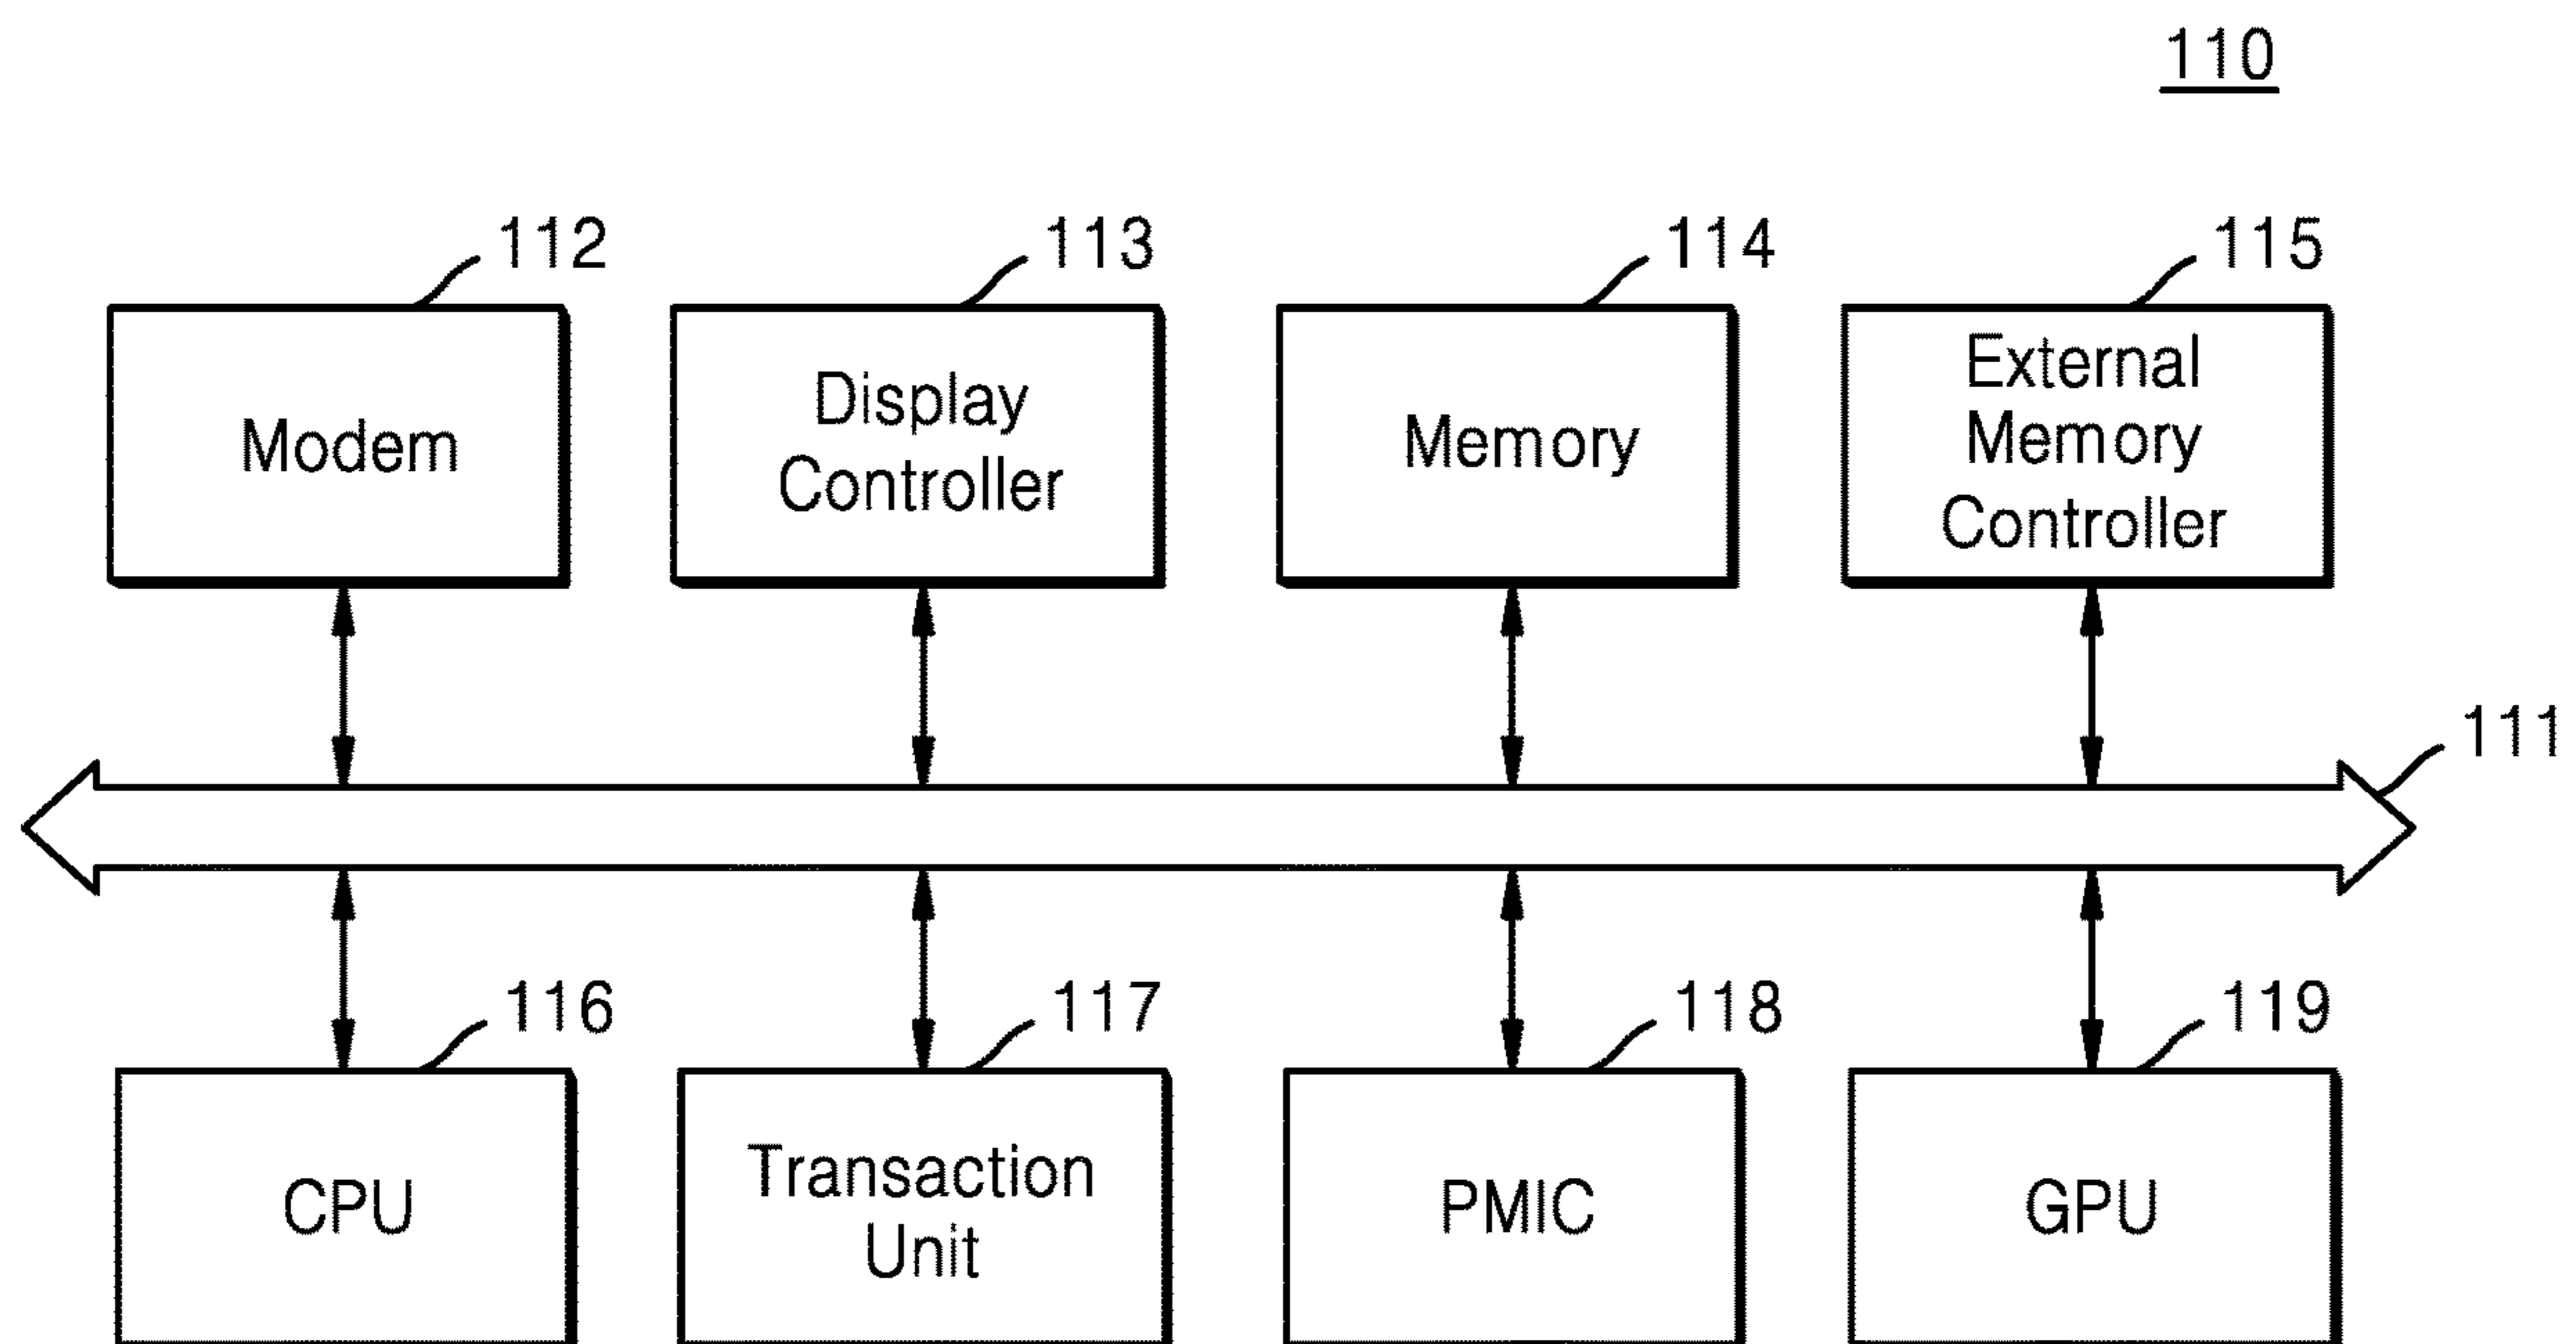 110
112
113
114
115
Modem
Display
Controller
Memory
External
Memory
Controller
111
116
117
118
119
CPU
Transaction
Unit
PMIC
GPU